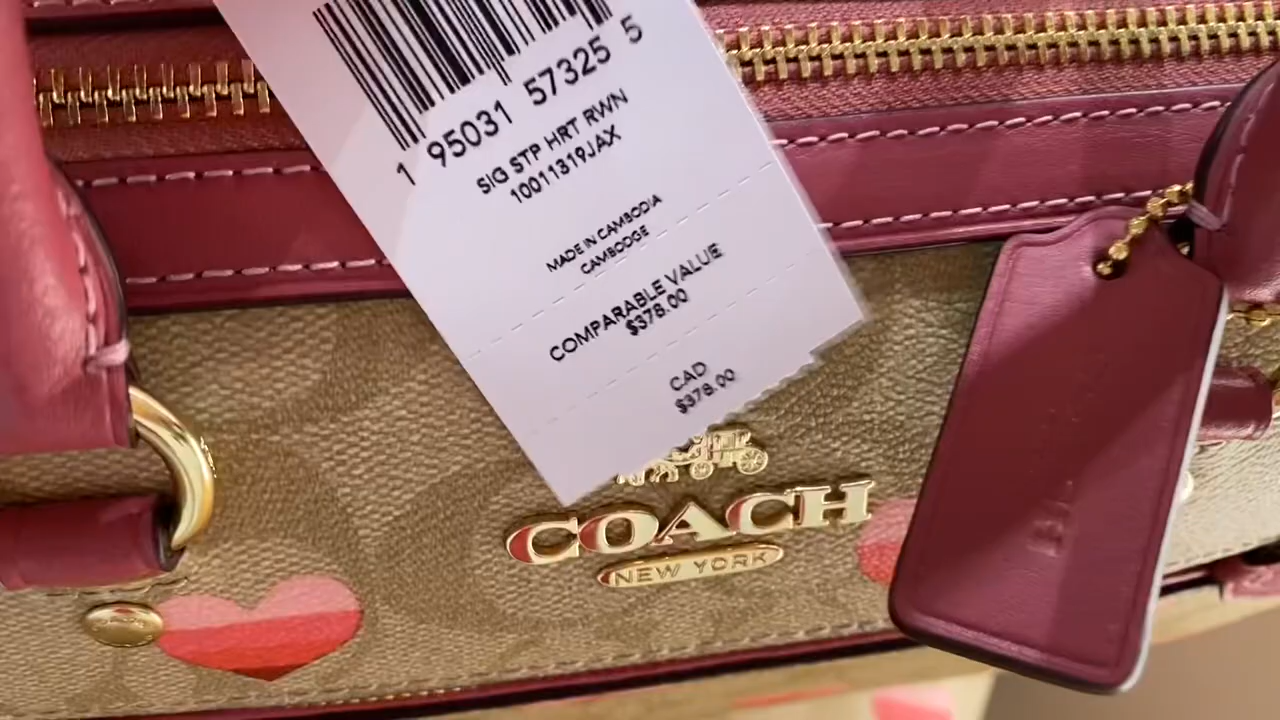 1 95031 57325 5
SIG STP HRT RWN
10011319JAX
MADE IN CAMBODIA
CAMBODGE
COMPARABLE VALUE
$378.00
CAD
$378.00
COACH
NEW YORK